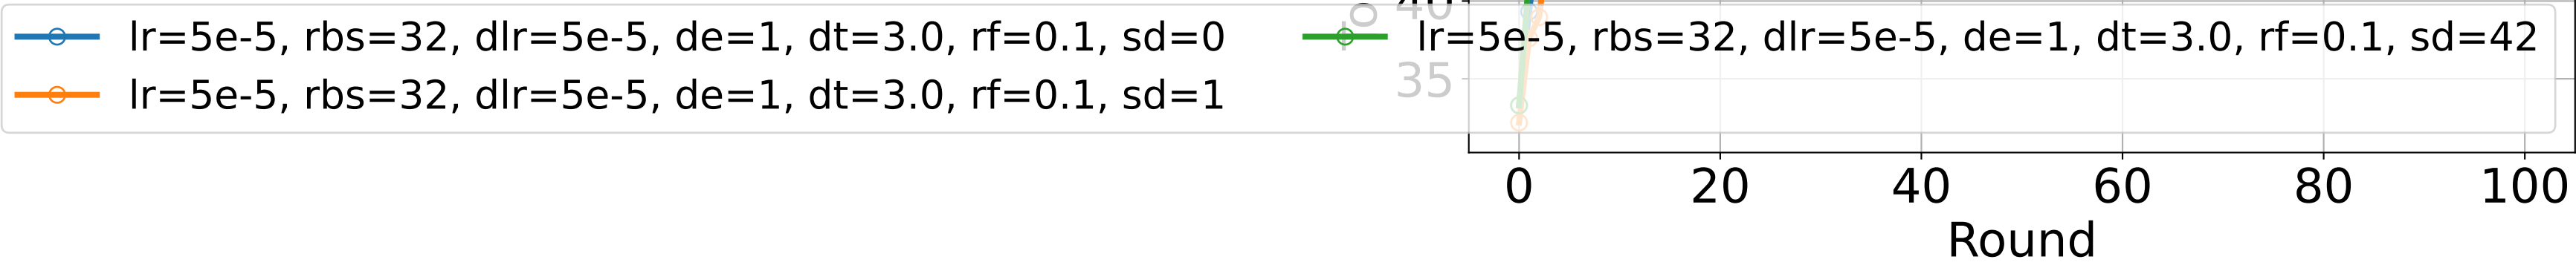 lr=5e-5, rbs=32, dlr=5e-5, de=1, dt=3.0, rf=0.1, sd=0
lr=5e-5, rbs=32, dlr=5e-5, de=1, dt=3.0, rf=0.1, sd=1
lr=5e-5, rbs=32, dlr=5e-5, de=1, dt=3.0, rf=0.1, sd=42
40
35
0 20 40 60 80 100
Round